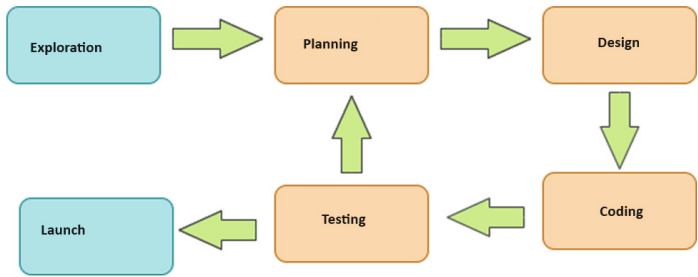 Exploration
Planning
Design
Coding
Testing
Launch